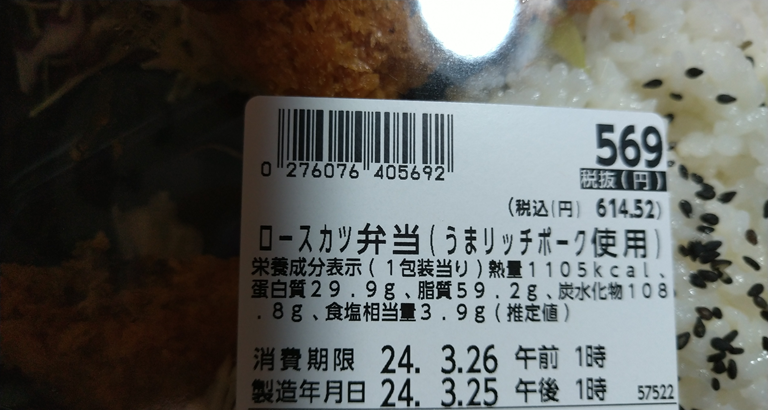 569
税抜(円)
(税込(円) 614.52)
0 276076 405692
ロースカツ弁当(うまリッチポーク使用)
栄養成分表示(1包装当り)熱量1105kcal、
蛋白質29.9g、脂質59.2g、炭水化物108
.8g、食塩相当量3.9g(推定値)
消費期限 24. 3.26 午前 1時
製造年月日 24. 3.25 午後 1時 57522